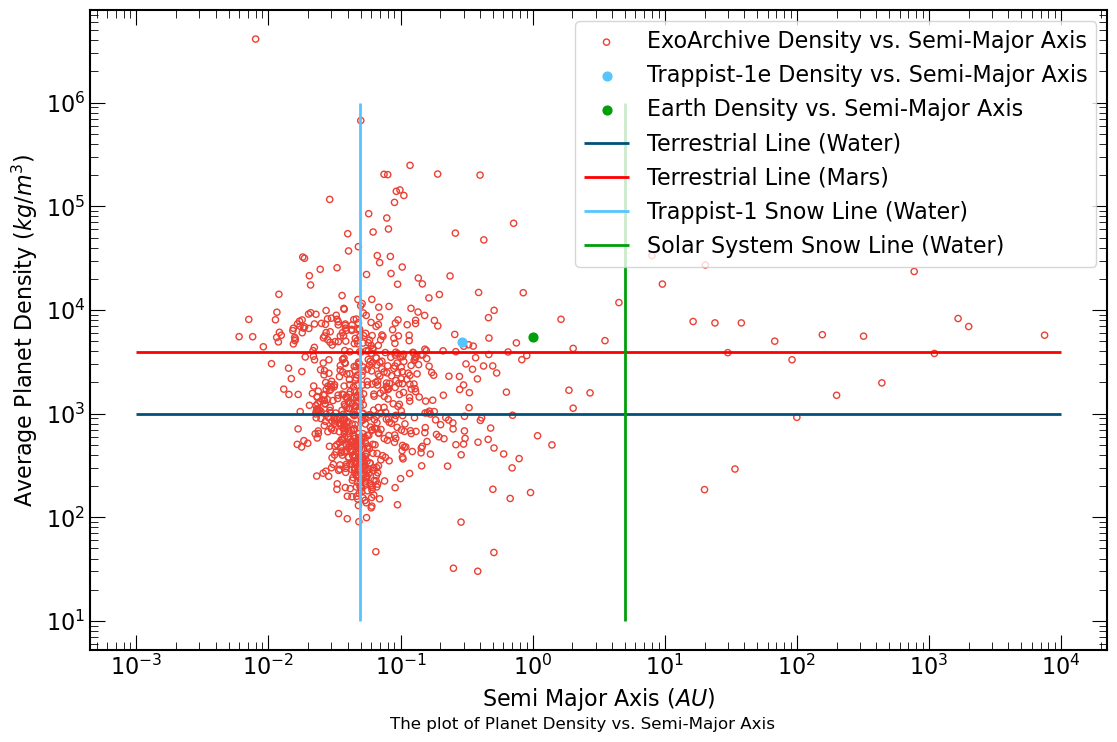 ExoArchive Density vs. Semi-Major Axis
Trappist-1e Density vs. Semi-Major Axis
Earth Density vs. Semi-Major Axis
Terrestrial Line (Water)
Terrestrial Line (Mars)
Trappist-1 Snow Line (Water)
Solar System Snow Line (Water)
Average Planet Density (kg/m³)
10⁶
10⁵
10⁴
10³
10²
10¹
10⁻³ 10⁻² 10⁻¹ 10⁰ 10¹ 10² 10³ 10⁴
Semi Major Axis (AU)
The plot of Planet Density vs. Semi-Major Axis